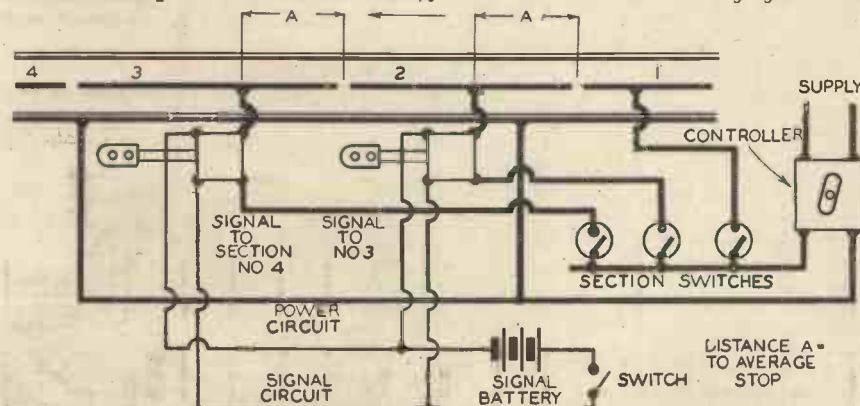 A
A
4 3 2 1
SUPPLY
CONTROLLER
SIGNAL
TO
SECTION
NO 4
SIGNAL
TO
NO 3
SECTION SWITCHES
POWER
CIRCUIT
DISTANCE A =
TO AVERAGE
STOP
SIGNAL
CIRCUIT
SIGNAL
BATTERY
SWITCH